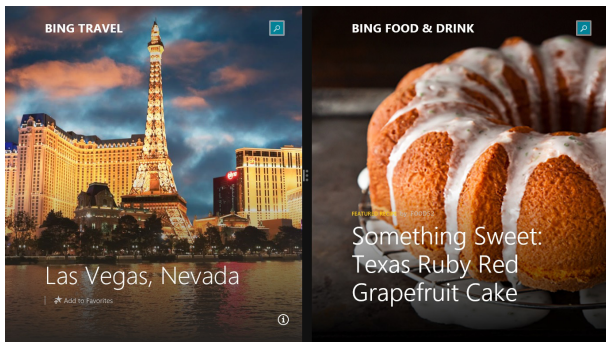 BING TRAVEL
Las Vegas, Nevada
Add to Favorites
BING FOOD & DRINK
Something Sweet:
Texas Ruby Red
Grapefruit Cake